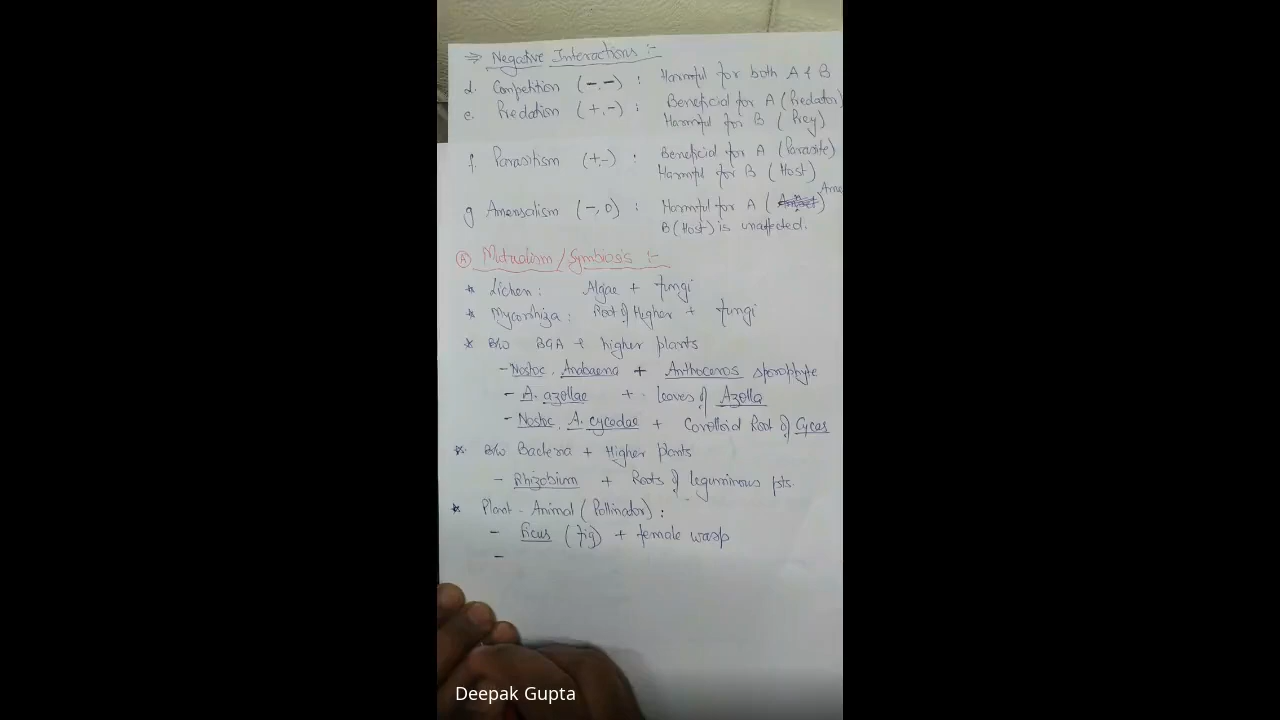 ⇒ Negative Interactions :-
d. Competition (-,-) : Harmful for both A & B
e. Predation (+,-) : Beneficial for A (Predator)
Harmful for B (Prey)
f. Parasitism (+,-) : Beneficial for A (Parasite)
Harmful for B (Host)
g Amensalism (-,0) : Harmful for A (
B (Host) is unaffected.
Ⓐ Mutualism/Symbiosis :-
* Lichen : Algae + fungi
* Mycorrhiza : Root of Higher + fungi
* B/w BGA + higher plants
- Nostoc, Anabaena + Anthoceros sporophyte
- A. azollae + leaves of Azolla
- Nostoc, A. cycadae + Corolloid Root of Cycas
* B/w Bacteria + Higher plants
- Rhizobium + Roots of leguminous pts.
* Plant - Animal (Pollinator) :
- Ficus (fig) + female wasp
-
Deepak Gupta